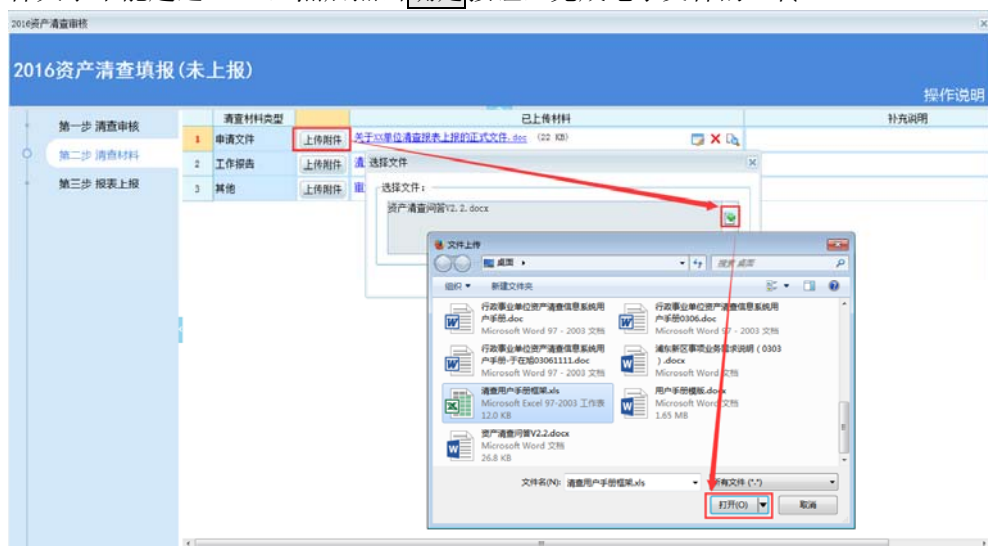 2016资产清查审核
2016资产清查填报(未上报)
操作说明
第一步 清查审核
第二步 清查材料
第三步 报表上报
清查材料类型 已上传材料 补充说明
1 申请文件 上传附件 关于XX单位清查报表上报的正式文件.doc (22 KB)
2 工作报告 上传附件 清
3 其他 上传附件
选择文件
选择文件:
资产清查问答V2.2.docx
文件上传
桌面
搜索 桌面
组织 新建文件夹
行政事业单位资产清查信息系统用
户手册.doc
Microsoft Word 97 - 2003 文档
行政事业单位资产清查信息系统用
户手册0306.doc
Microsoft Word 97 - 2003 文档
行政事业单位资产清查信息系统用
户手册-于在旭03061111.doc
Microsoft Word 97 - 2003 文档
浦东新区事项业务需求说明(0303
).docx
Microsoft Word 文档
清查用户手册框架.xls
Microsoft Excel 97-2003 工作表
12.0 KB
用户手册模板.docx
Microsoft Word 文档
1.65 MB
资产清查问答V2.2.docx
Microsoft Word 文档
26.8 KB
文件名(N): 清查用户手册框架.xls 所有文件 (*.*)
打开(O) 取消